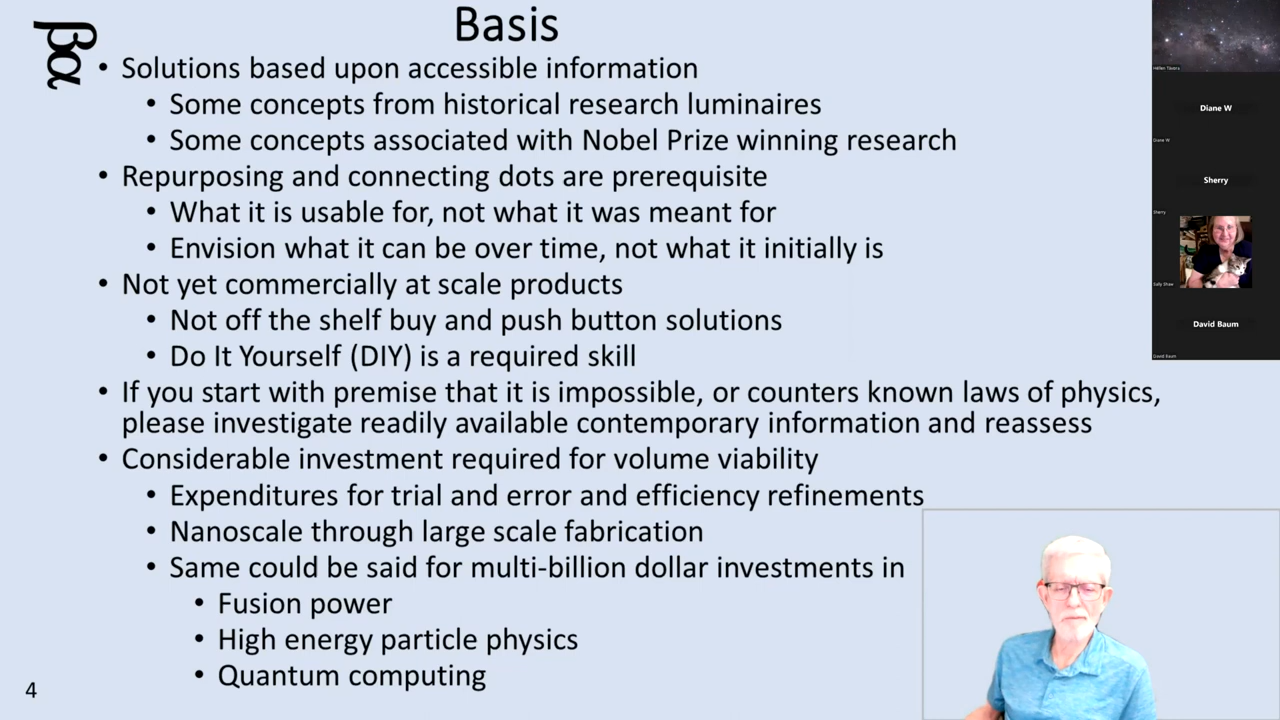 Basis
• Solutions based upon accessible information
• Some concepts from historical research luminaires
• Some concepts associated with Nobel Prize winning research
• Repurposing and connecting dots are prerequisite
• What it is usable for, not what it was meant for
• Envision what it can be over time, not what it initially is
• Not yet commercially at scale products
• Not off the shelf buy and push button solutions
• Do It Yourself (DIY) is a required skill
• If you start with premise that it is impossible, or counters known laws of physics,
please investigate readily available contemporary information and reassess
• Considerable investment required for volume viability
• Expenditures for trial and error and efficiency refinements
• Nanoscale through large scale fabrication
• Same could be said for multi-billion dollar investments in
• Fusion power
• High energy particle physics
• Quantum computing
4
Diane W
Diane W
Sherry
Sherry
Sally Shaw
David Baum
David Baum